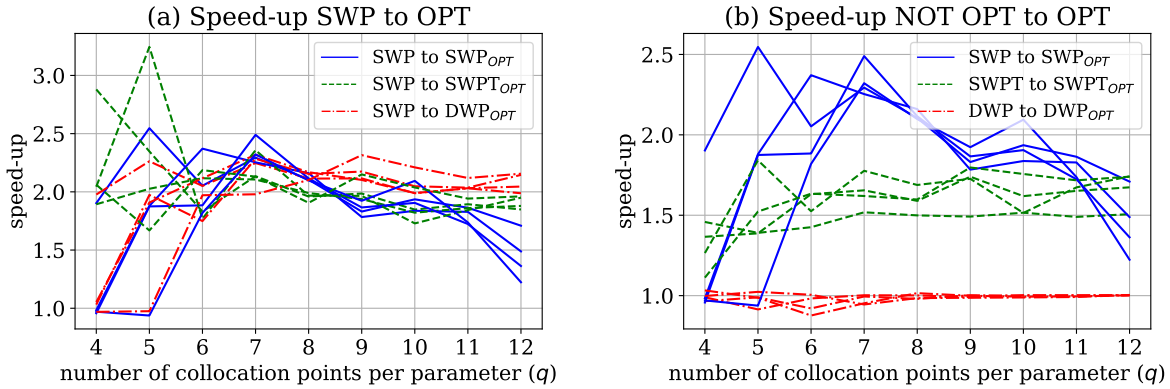 (a) Speed-up SWP to OPT
speed-up
3.0
2.5
2.0
1.5
1.0
SWP to SWP_OPT
SWP to SWPT_OPT
SWP to DWP_OPT
4 5 6 7 8 9 10 11 12
number of collocation points per parameter (q)
(b) Speed-up NOT OPT to OPT
speed-up
2.5
2.0
1.5
1.0
SWP to SWP_OPT
SWPT to SWPT_OPT
DWP to DWP_OPT
4 5 6 7 8 9 10 11 12
number of collocation points per parameter (q)